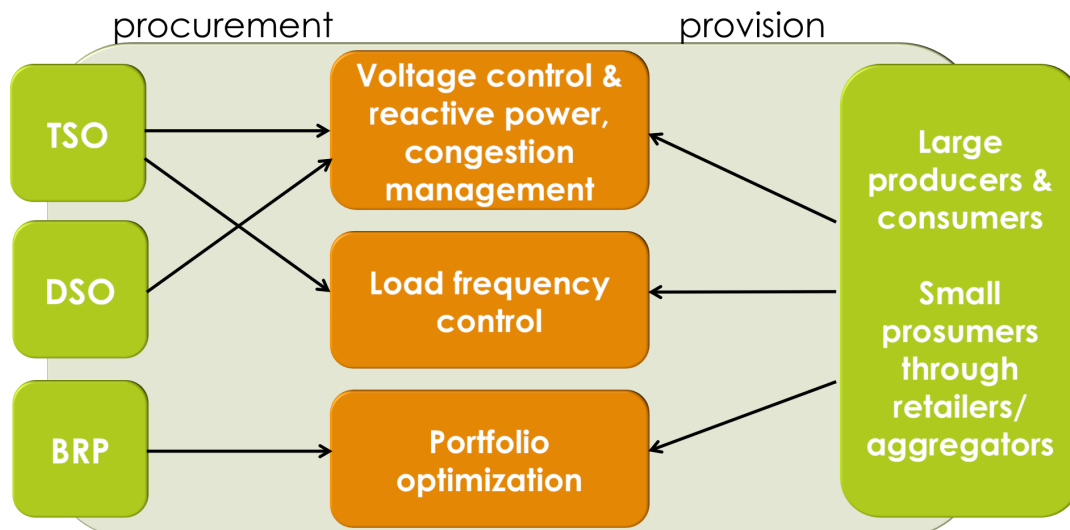 procurement
provision
TSO
DSO
BRP
Voltage control &
reactive power,
congestion
management
Load frequency
control
Portfolio
optimization
Large
producers &
consumers
Small
prosumers
through
retailers/
aggregators